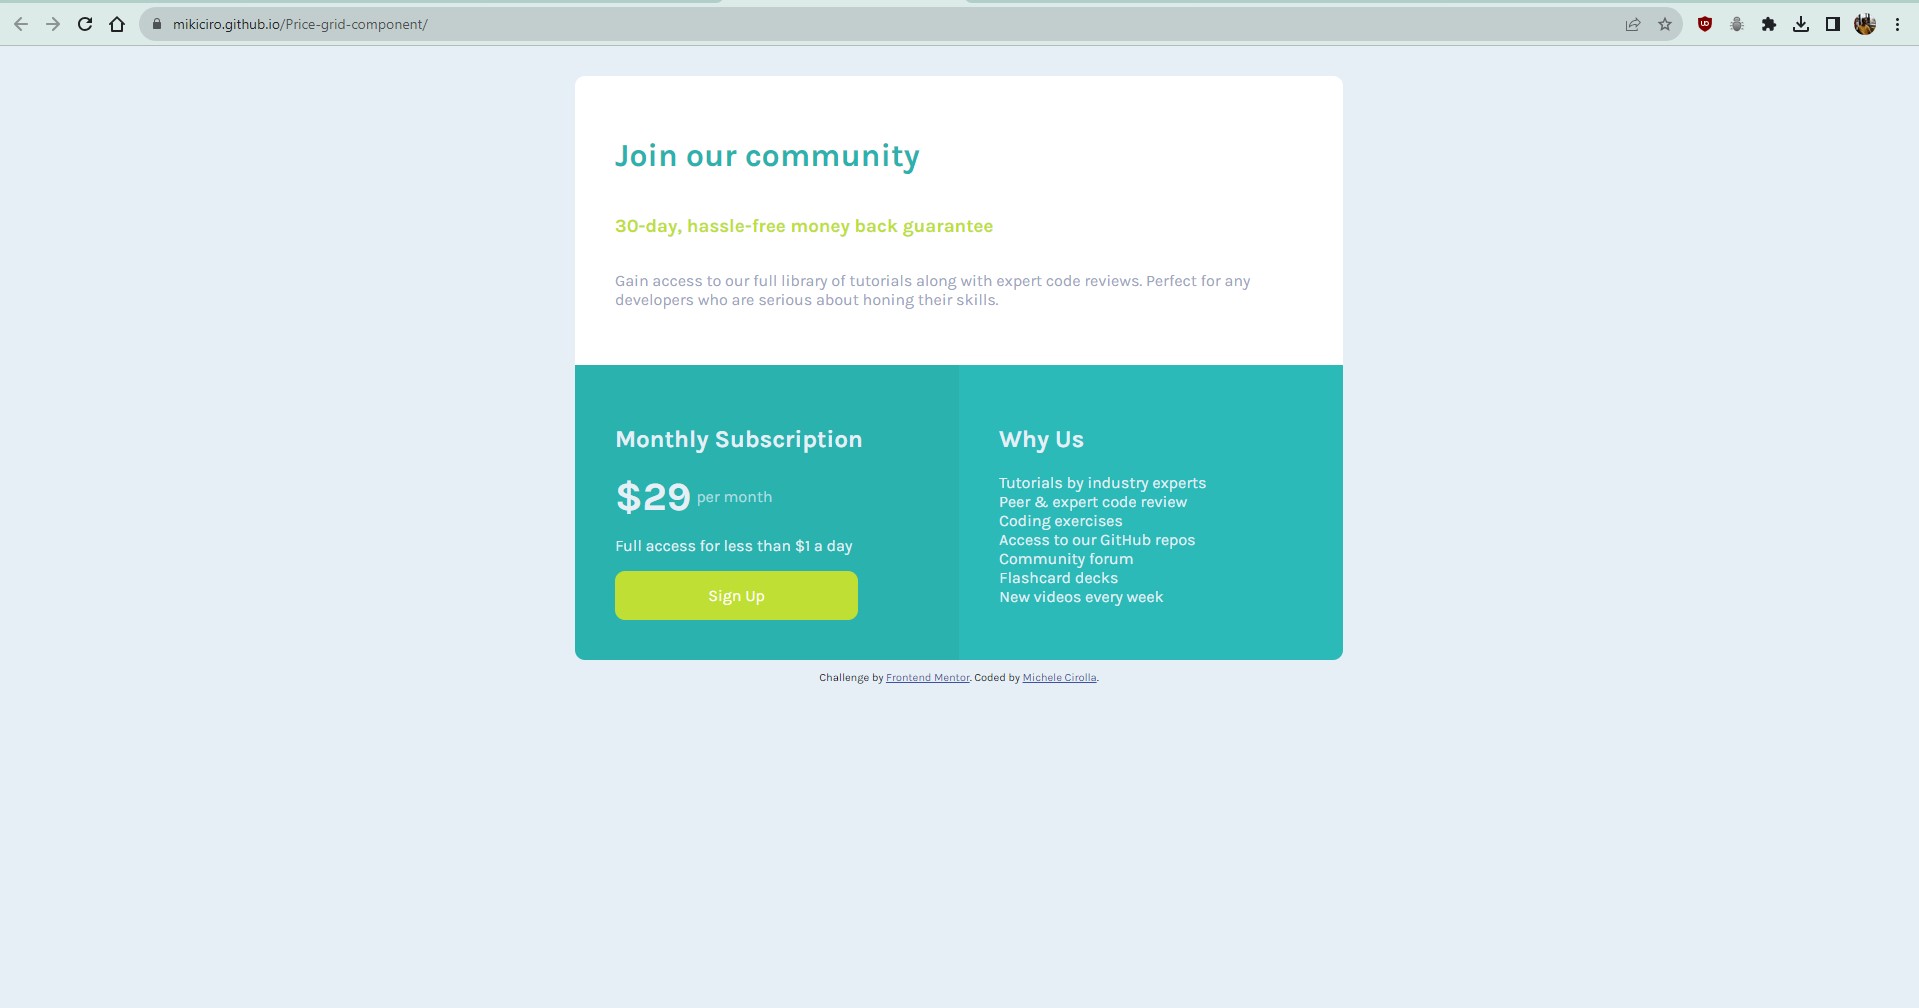 mikiciro.github.io/Price-grid-component/
Join our community
30-day, hassle-free money back guarantee
Gain access to our full library of tutorials along with expert code reviews. Perfect for any
developers who are serious about honing their skills.
Monthly Subscription
$29 per month
Full access for less than $1 a day
Sign Up
Why Us
Tutorials by industry experts
Peer & expert code review
Coding exercises
Access to our GitHub repos
Community forum
Flashcard decks
New videos every week
Challenge by Frontend Mentor. Coded by Michele Cirolla.